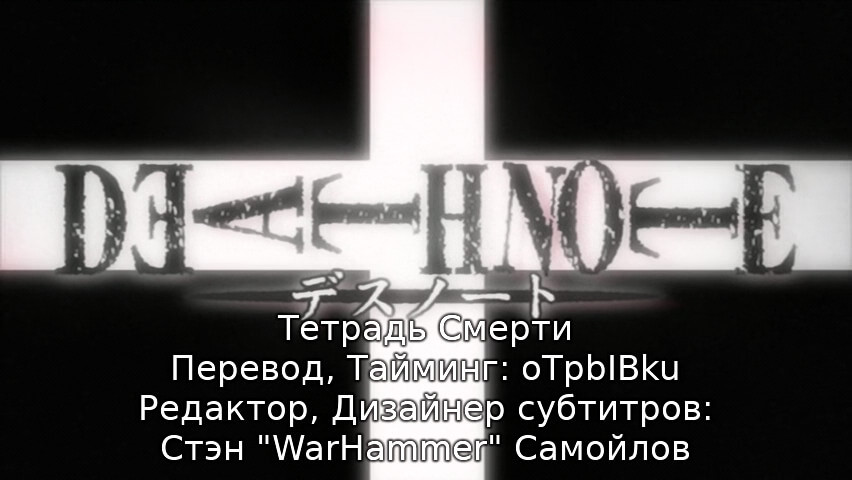 DEATH NOTE
デスノート
Тетрадь Смерти
Перевод, Тайминг: oTpbIBku
Редактор, Дизайнер субтитров:
Стэн "WarHammer" Самойлов